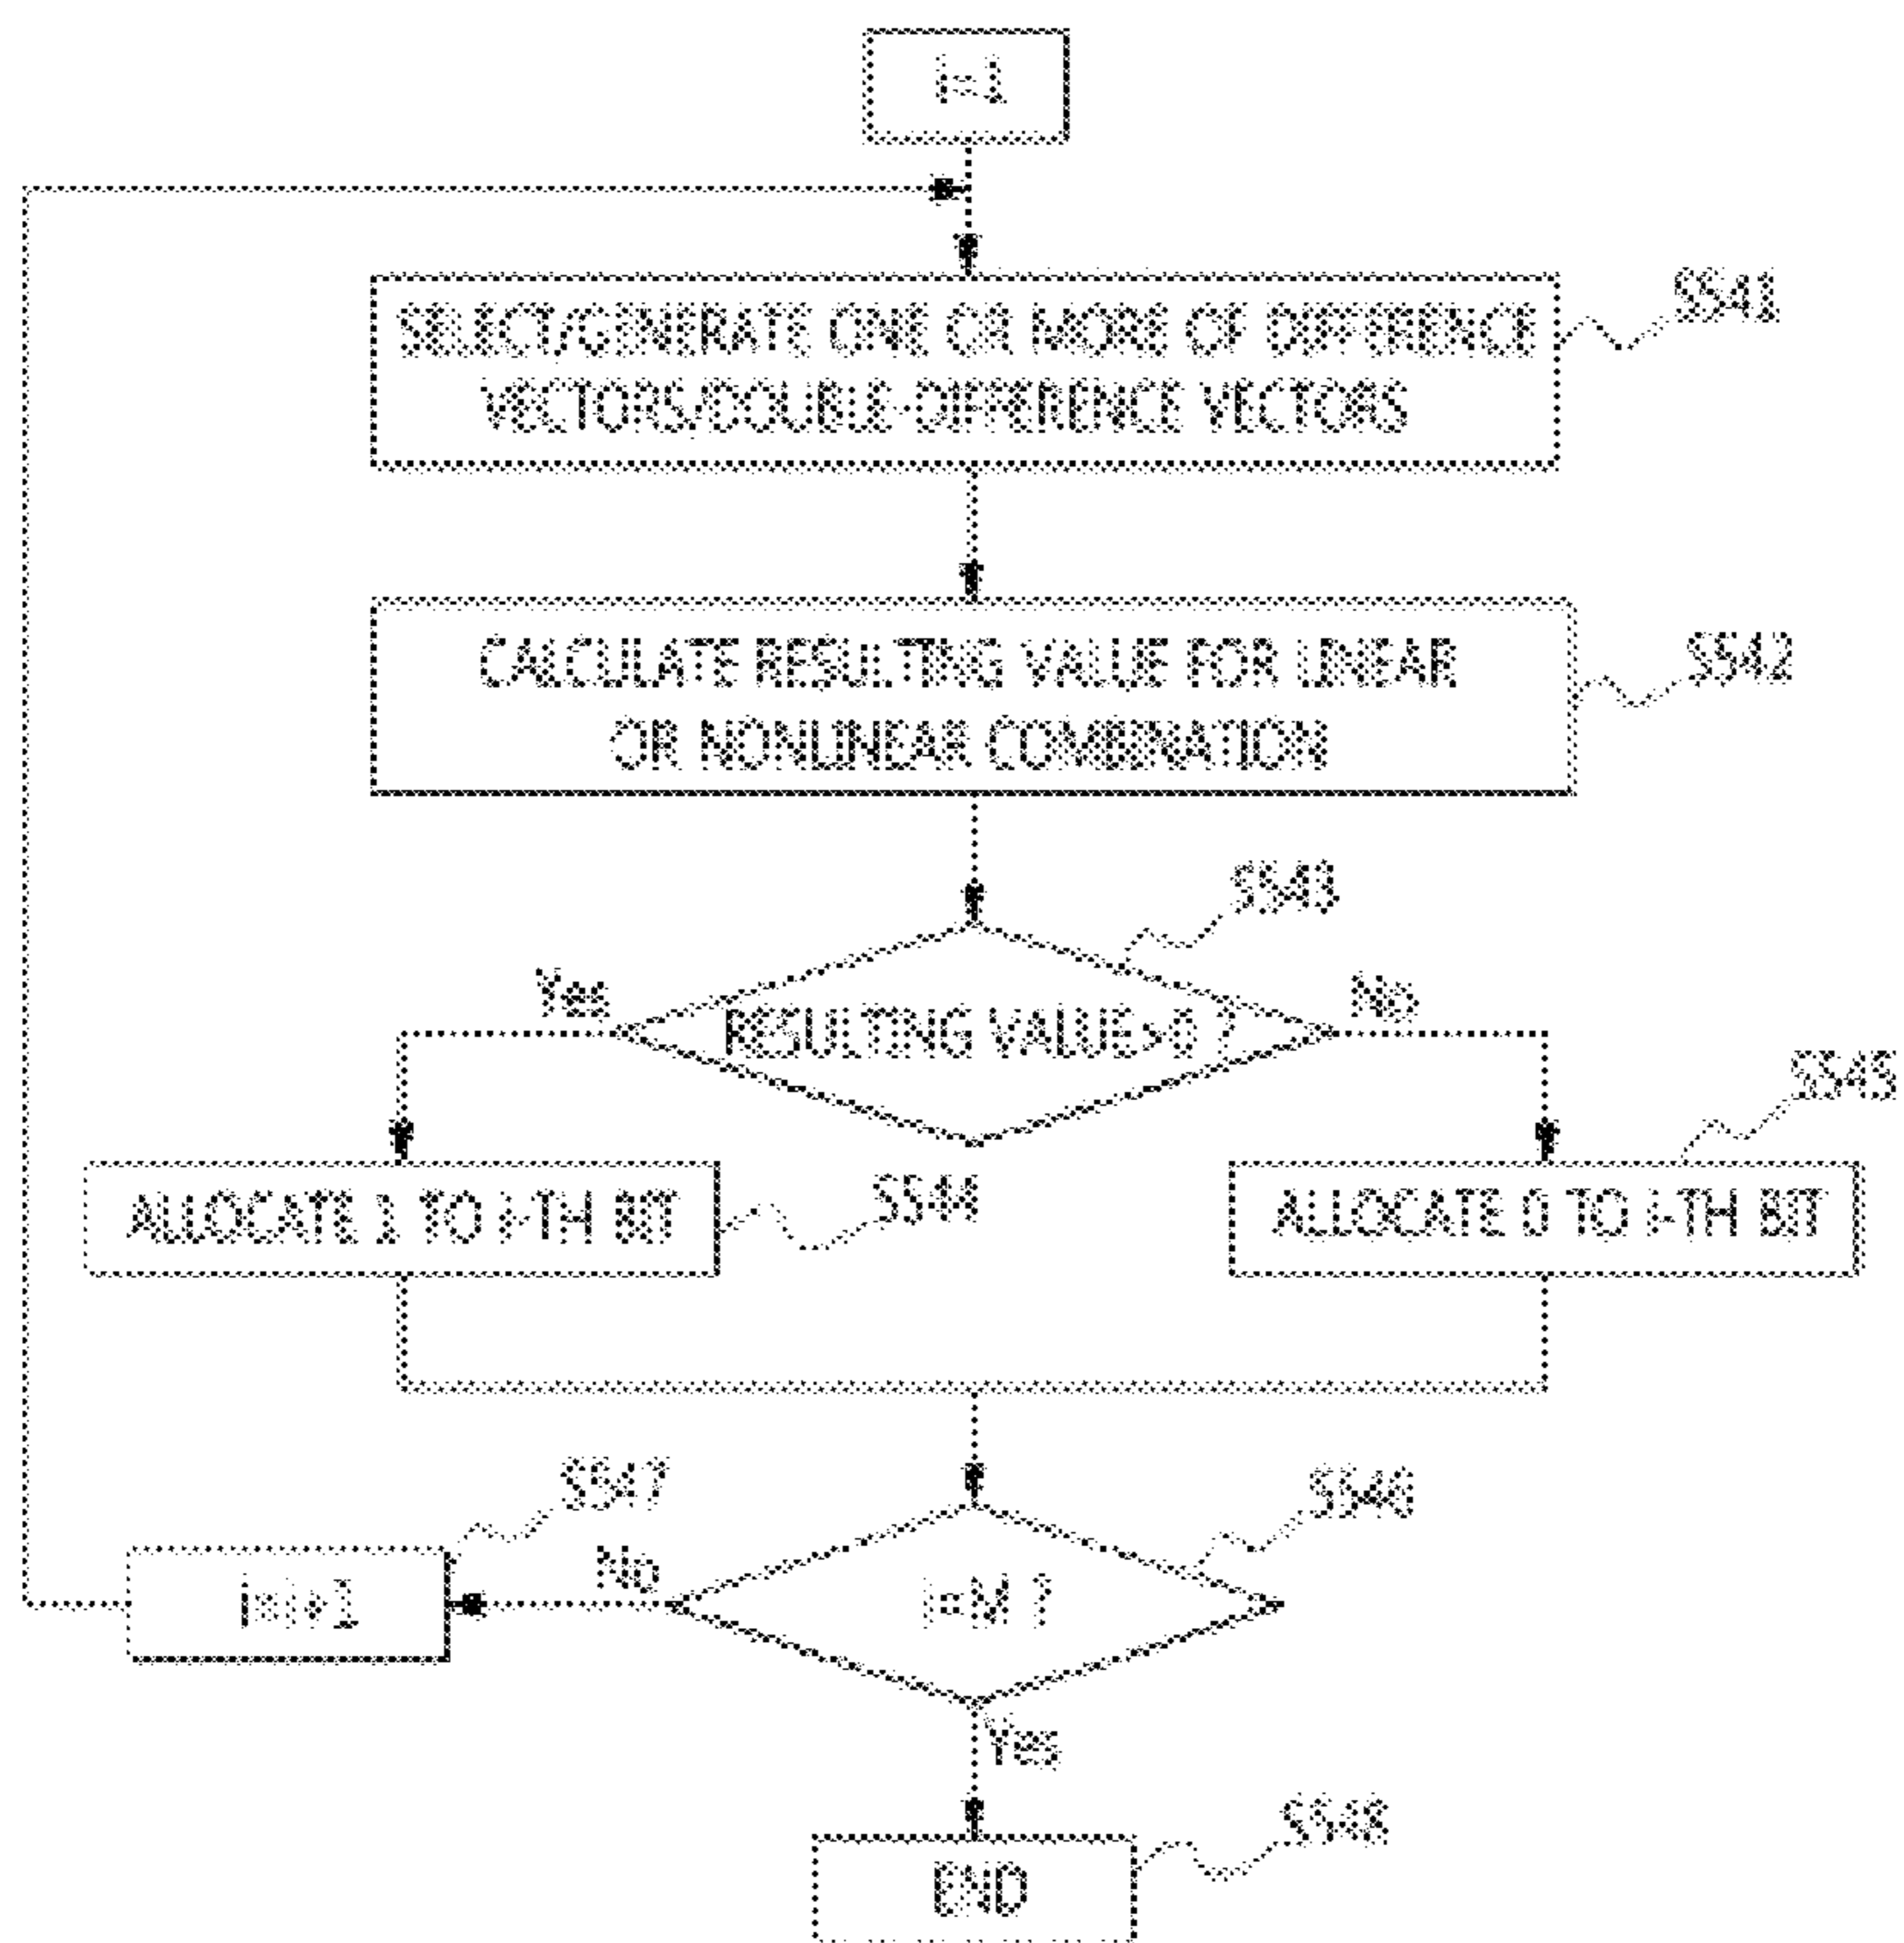 i=1
SELECT/GENERATE ONE OR MORE OF DIFFERENCE
VECTORS/DOUBLE-DIFFERENCE VECTORS
S541
CALCULATE RESULTING VALUE FOR LINEAR
OR NONLINEAR COMBINATION
S542
S543
Yes
RESULTING VALUE>0 ?
No
S545
ALLOCATE 1 TO i-TH BIT
S544
ALLOCATE 0 TO i-TH BIT
S547
S546
i=i+1
No
i=M ?
Yes
S548
END